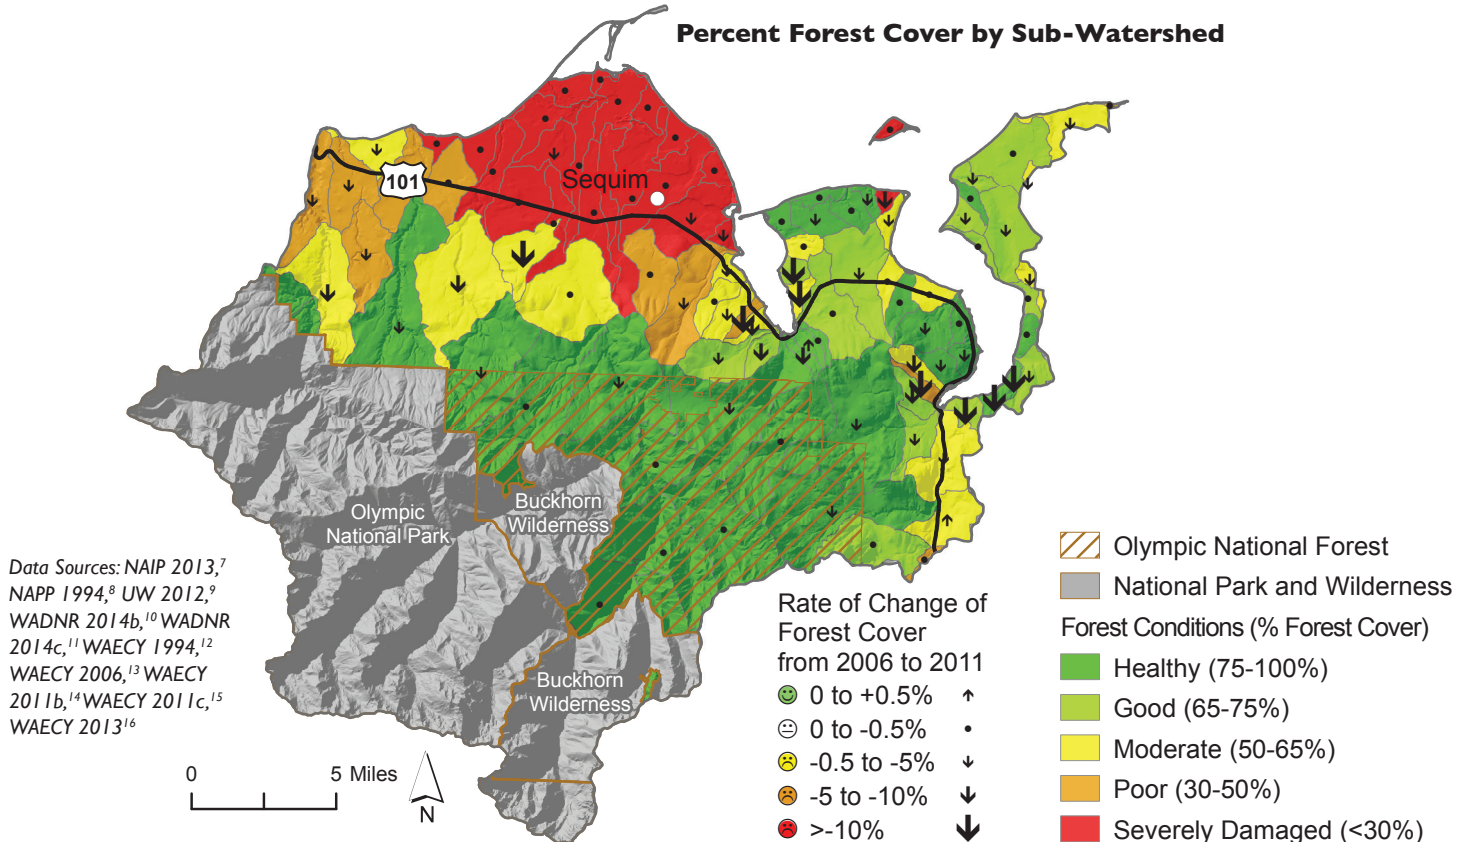 Percent Forest Cover by Sub-Watershed
101
Sequim
Olympic
National Park
Buckhorn
Wilderness
Buckhorn
Wilderness
Data Sources: NAIP 2013,⁷
NAPP 1994,⁸ UW 2012,⁹
WADNR 2014b,¹⁰ WADNR
2014c,¹¹ WAECY 1994,¹²
WAECY 2006,¹³ WAECY
2011b,¹⁴ WAECY 2011c,¹⁵
WAECY 2013¹⁶
0 5 Miles
N
Rate of Change of
Forest Cover
from 2006 to 2011
0 to +0.5%
0 to -0.5%
-0.5 to -5%
-5 to -10%
>-10%
Olympic National Forest
National Park and Wilderness
Forest Conditions (% Forest Cover)
Healthy (75-100%)
Good (65-75%)
Moderate (50-65%)
Poor (30-50%)
Severely Damaged (<30%)